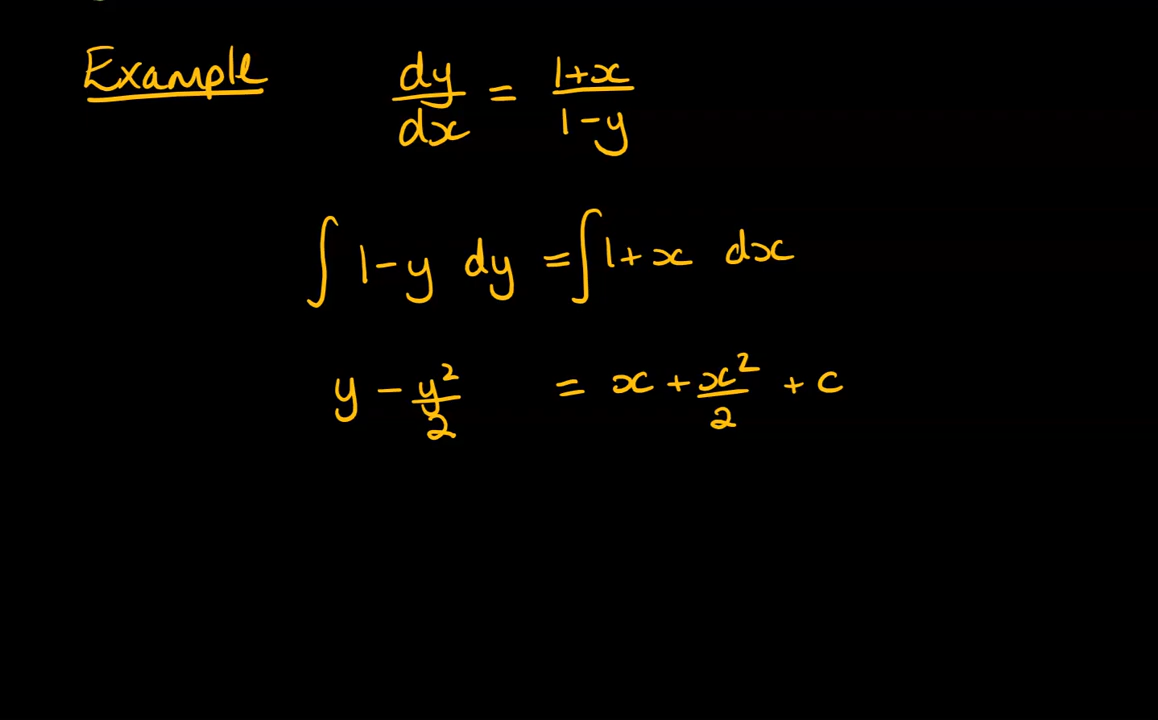 Example dy/dx = 1+x/1-y
∫ 1-y dy = ∫ 1+x dx
y - y²/2 = x + x²/2 + c